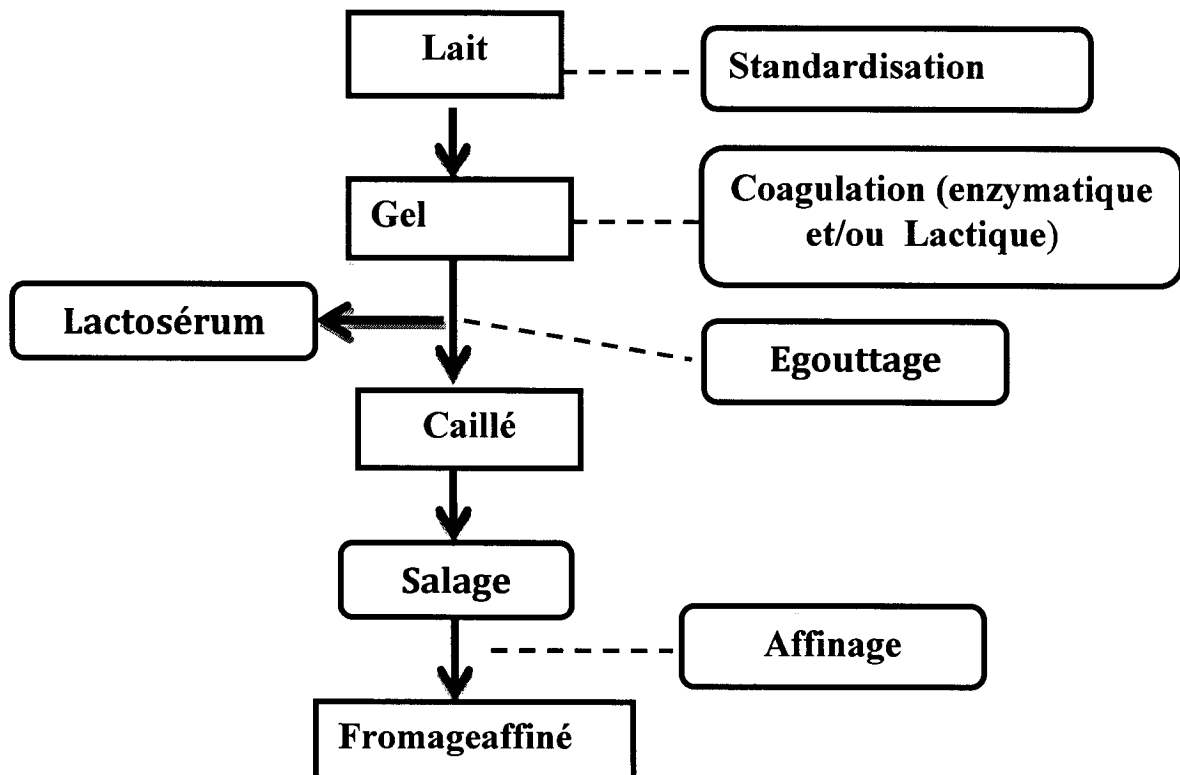 Lait
Standardisation
Gel
Coagulation (enzymatique
et/ou Lactique)
Lactosérum
Egouttage
Caillé
Salage
Affinage
Fromageaffiné